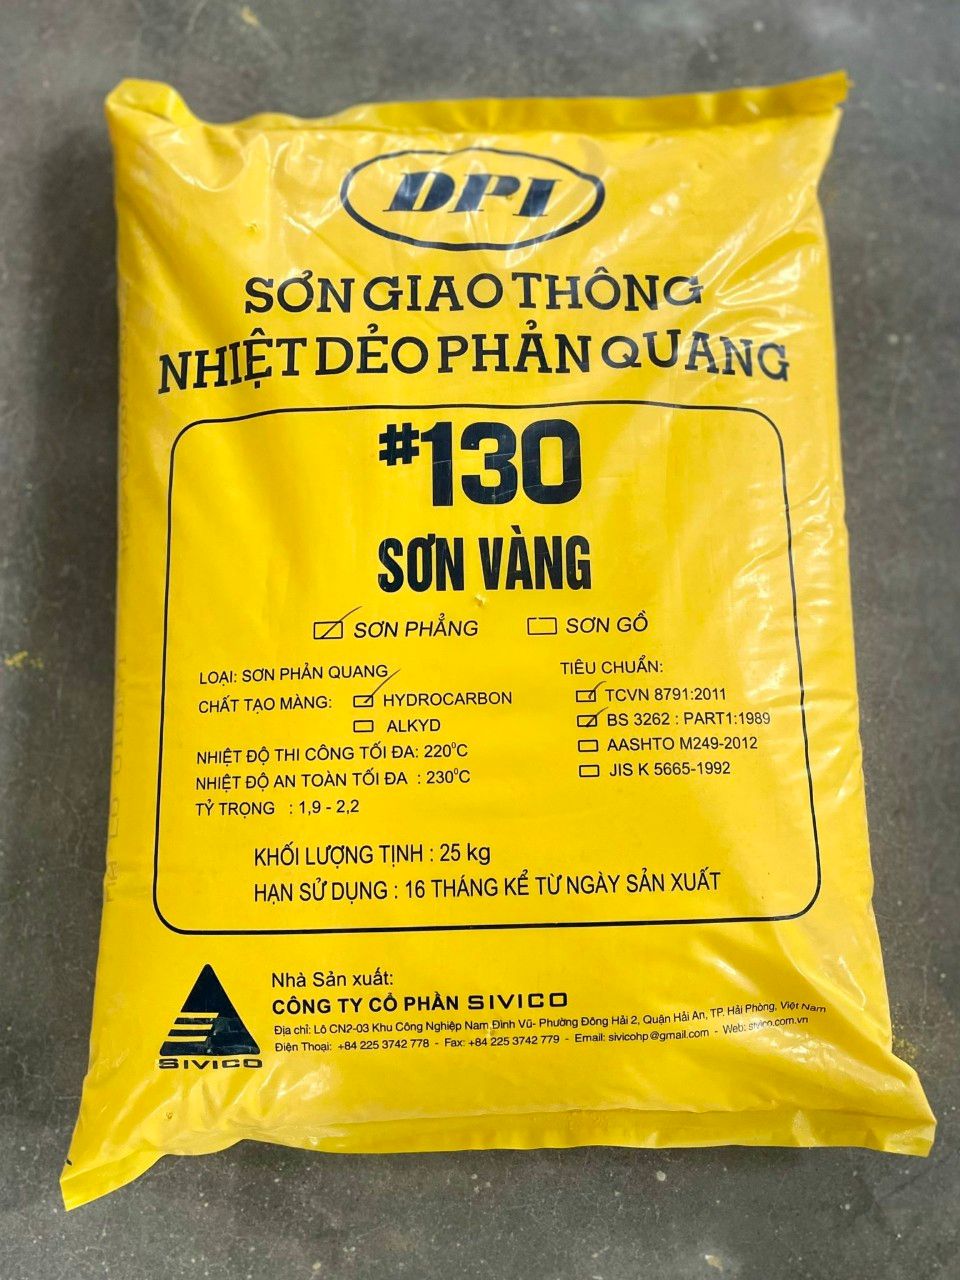 DPI
SƠN GIAO THÔNG
NHIỆT DẺO PHẢN QUANG
#130
SƠN VÀNG
SƠN PHẲNG SƠN GỒ
LOẠI: SƠN PHẢN QUANG
CHẤT TẠO MÀNG: HYDROCARBON
ALKYD
NHIỆT ĐỘ THI CÔNG TỐI ĐA: 220⁰C
NHIỆT ĐỘ AN TOÀN TỐI ĐA : 230⁰C
TỶ TRỌNG : 1,9 - 2,2
TIÊU CHUẨN:
TCVN 8791:2011
BS 3262 : PART1:1989
AASHTO M249-2012
JIS K 5665-1992
KHỐI LƯỢNG TỊNH : 25 kg
HẠN SỬ DỤNG : 16 THÁNG KỂ TỪ NGÀY SẢN XUẤT
SIVICO
Nhà Sản xuất:
CÔNG TY CỔ PHẦN SIVICO
Địa chỉ: Lô CN2-03 Khu Công Nghiệp Nam Đình Vũ- Phường Đông Hải 2, Quận Hải An, TP. Hải Phòng, Việt Nam
Điện Thoại: +84 225 3742 778 - Fax: +84 225 3742 779 - Email: sivicohp@gmail.com - Web: sivico.com.vn